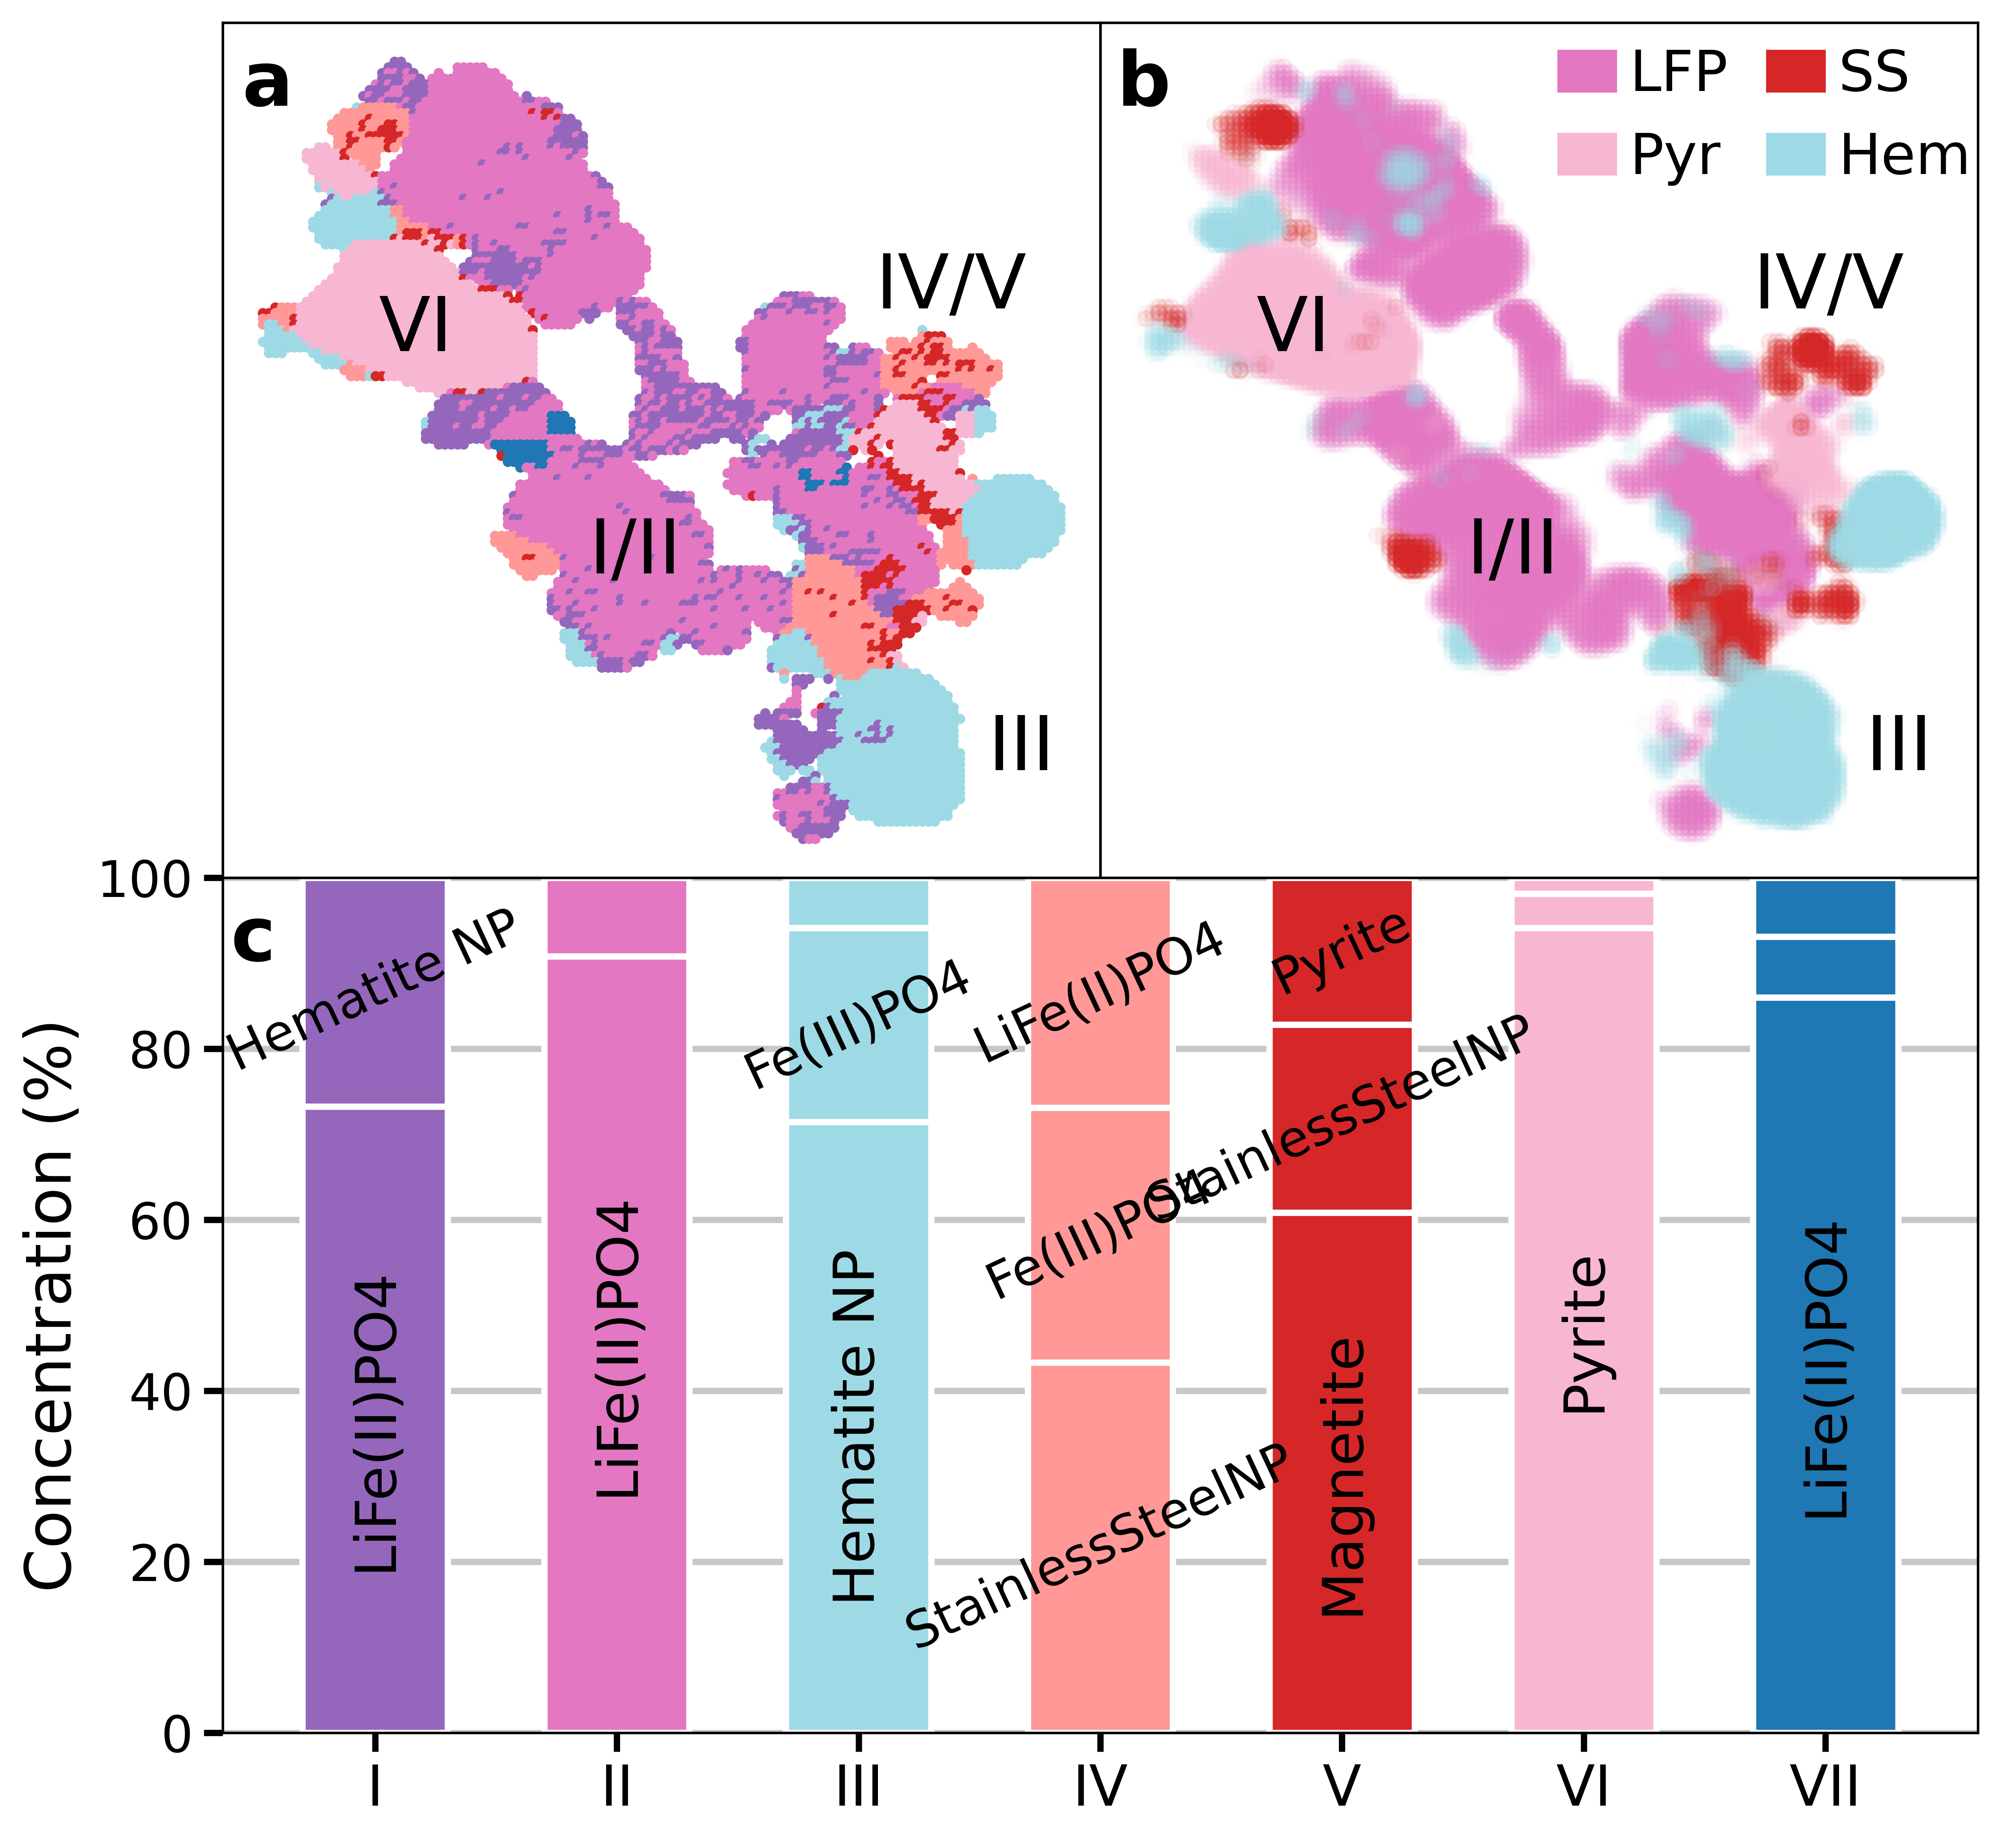 a
VI
IV/V
I/II
III
b
LFP
SS
Pyr
Hem
VI
IV/V
I/II
III
c
Concentration (%)
100
80
60
40
20
0
Hematite NP
LiFe(II)PO4
LiFe(II)PO4
Fe(III)PO4
Hematite NP
LiFe(II)PO4
Fe(III)PO4
StainlessSteelNP
Pyrite
StainlessSteelNP
Magnetite
Pyrite
LiFe(II)PO4
I
II
III
IV
V
VI
VII